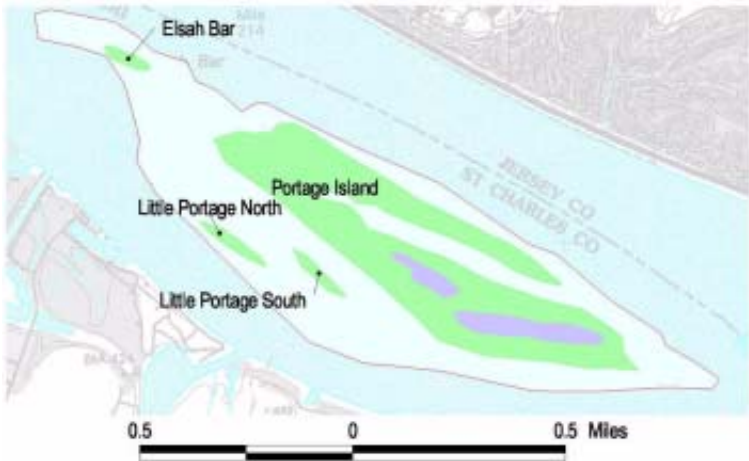 Elsah Bar
Mile
214
Bar
JERSEY CO
ST CHARLES CO
Portage Island
Little Portage North
Little Portage South
0.5 0 0.5 Miles